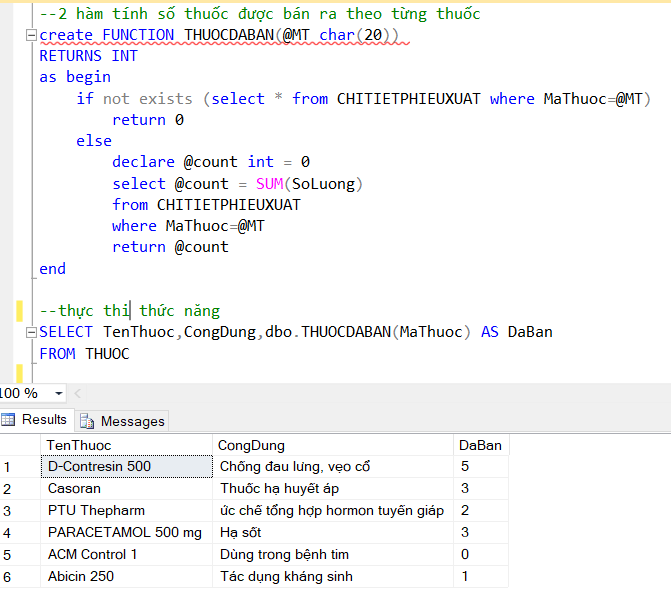 --2 hàm tính số thuốc được bán ra theo từng thuốc
create FUNCTION THUOCDABAN(@MT char(20))
RETURNS INT
as begin
if not exists (select * from CHITIETPHIEUXUAT where MaThuoc=@MT)
return 0
else
declare @count int = 0
select @count = SUM(SoLuong)
from CHITIETPHIEUXUAT
where MaThuoc=@MT
return @count
end
--thực thi thức năng
SELECT TenThuoc,CongDung,dbo.THUOCDABAN(MaThuoc) AS DaBan
FROM THUOC
100 %
Results Messages
TenThuoc CongDung DaBan
1 D-Contresin 500 Chống đau lưng, vẹo cổ 5
2 Casoran Thuốc hạ huyết áp 3
3 PTU Thepharm ức chế tổng hợp hormon tuyến giáp 2
4 PARACETAMOL 500 mg Hạ sốt 3
5 ACM Control 1 Dùng trong bệnh tim 0
6 Abicin 250 Tác dụng kháng sinh 1